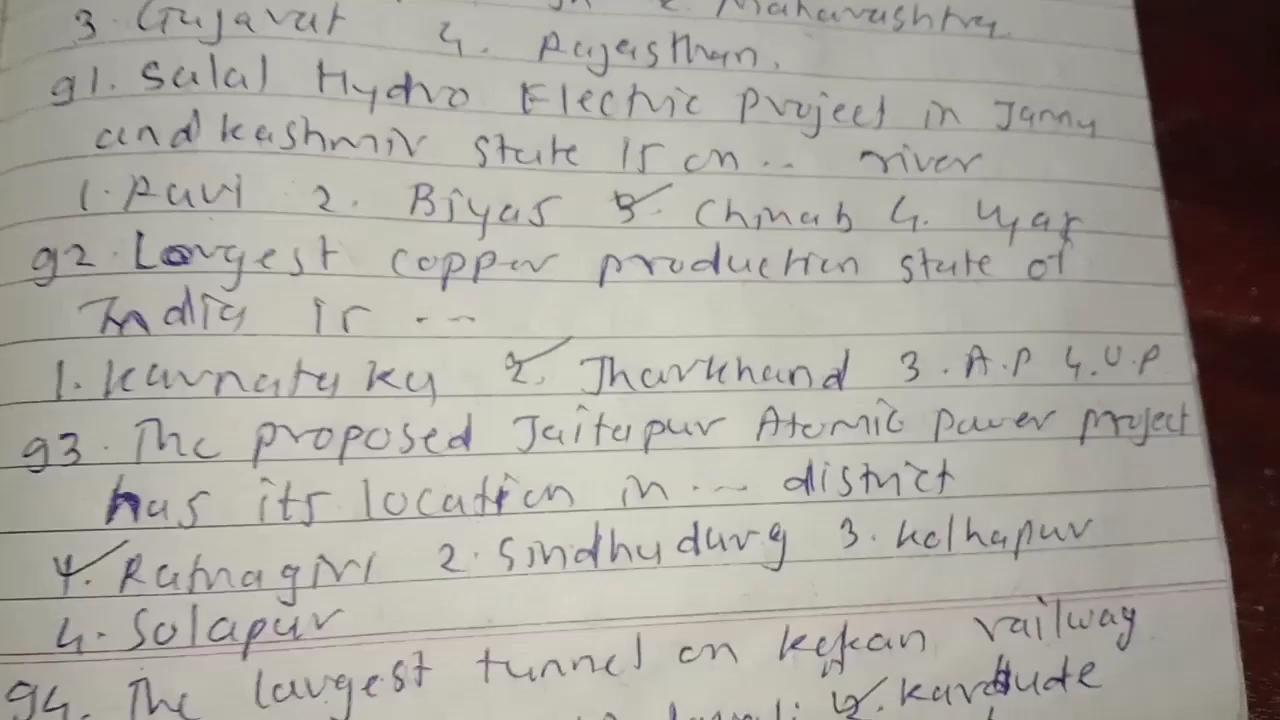 3. Gujarat 4. Rajasthan. Maharashtra
91. Salal Hydro Electric project in Jammy
and kashmir state is on .. river
1. Ravi 2. Biyas 3. Chinab 4.
92. Largest copper production state of
India is ...
1. Karnataka 2. Jharkhand 3. A.P 4. U.P
93. The proposed Jaitapur Atomic power project
has its location in ... district
1. Ratnagiri 2. Sindhudurg 3. kolhapur
4. Solapur
94. The largest tunnel on kokan railway
2. karbude